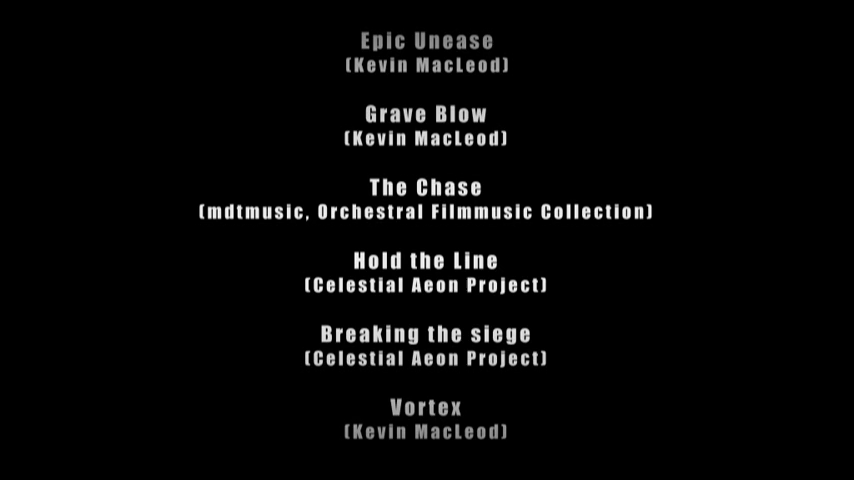 Epic Unease
(Kevin MacLeod)
Grave Blow
(Kevin MacLeod)
The Chase
(mdtmusic, Orchestral Filmmusic Collection)
Hold the Line
(Celestial Aeon Project)
Breaking the siege
(Celestial Aeon Project)
Vortex
(Kevin MacLeod)